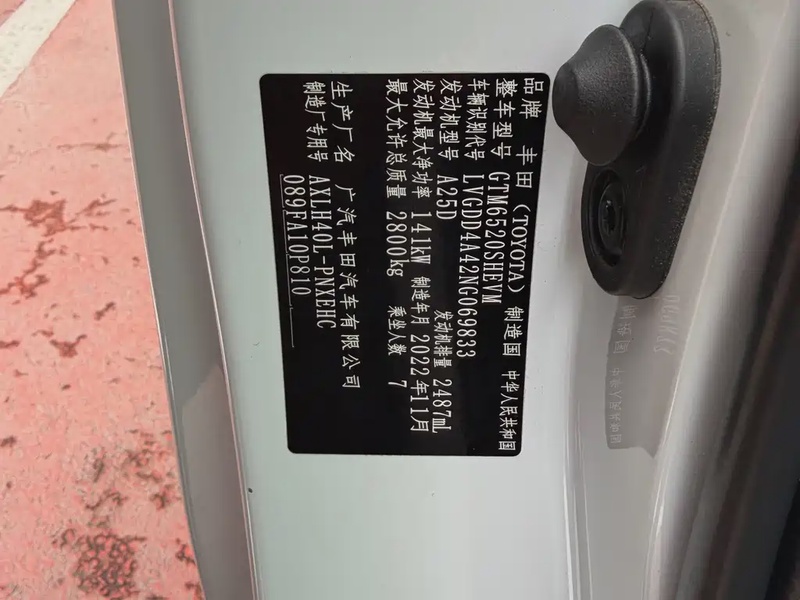 品牌 丰田(TOYOTA) 制造国 中华人民共和国
整车型号 GTM6520SHEVM
车辆识别代号 LVGDD4A42NG069833
发动机型号 A25D 发动机排量 2487mL
发动机最大净功率 141kW 制造年月 2022年11月
最大允许总质量 2800kg 乘坐人数 7
生产厂名 广汽丰田汽车有限公司
制造厂专用号 AXLH40L-PNXEHC
089FA10P810